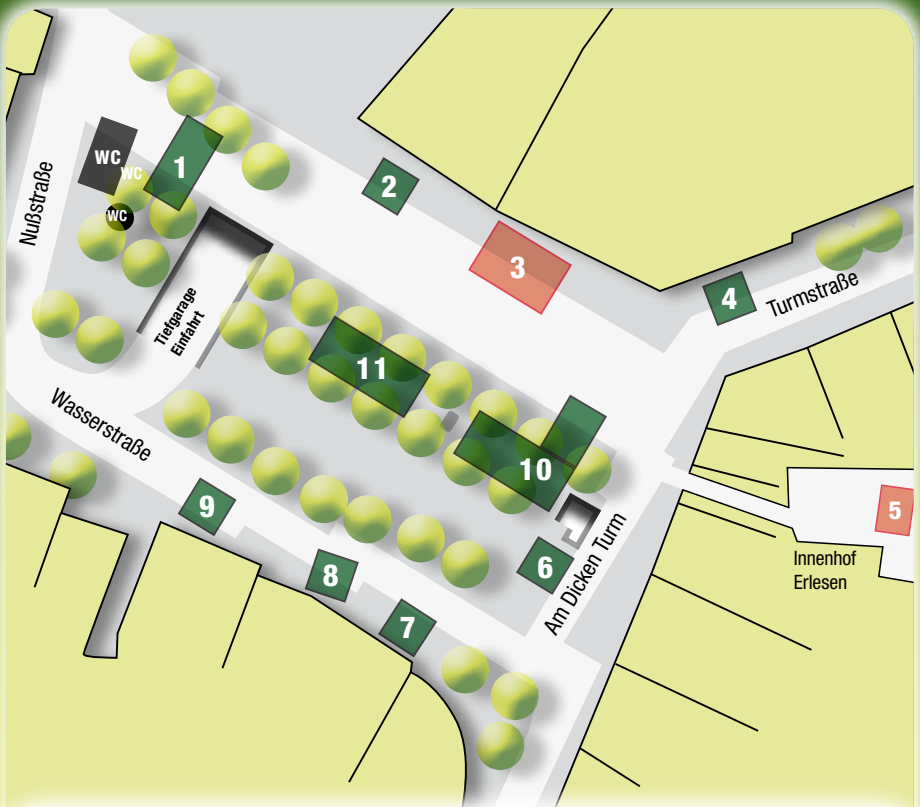 WC
WC
WC
1
2
3
4
Nußstraße
Turmstraße
Tiefgarage
Einfahrt
11
Wasserstraße
10
5
9
8
6
7
Am Dicken Turm
Innenhof
Erlesen